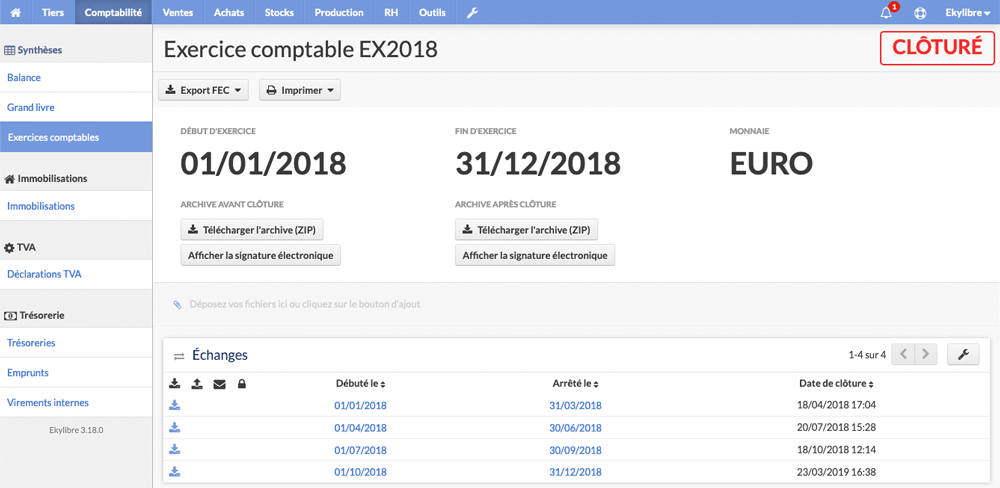 Tiers Comptabilité Ventes Achats Stocks Production RH Outils 1 Ekylibre
Synthèses
Balance
Grand livre
Exercices comptables
Immobilisations
Immobilisations
TVA
Déclarations TVA
Trésorerie
Trésoreries
Emprunts
Virements internes
Ekylibre 3.18.0
Exercice comptable EX2018
CLÔTURÉ
Export FEC Imprimer
DÉBUT D'EXERCICE FIN D'EXERCICE MONNAIE
01/01/2018 31/12/2018 EURO
ARCHIVE AVANT CLÔTURE ARCHIVE APRÈS CLÔTURE
Télécharger l'archive (ZIP) Télécharger l'archive (ZIP)
Afficher la signature électronique Afficher la signature électronique
Déposez vos fichiers ici ou cliquez sur le bouton d'ajout
Échanges 1-4 sur 4
Débuté le Arrêté le Date de clôture
01/01/2018 31/03/2018 18/04/2018 17:04
01/04/2018 30/06/2018 20/07/2018 15:28
01/07/2018 30/09/2018 18/10/2018 12:14
01/10/2018 31/12/2018 23/03/2019 16:38